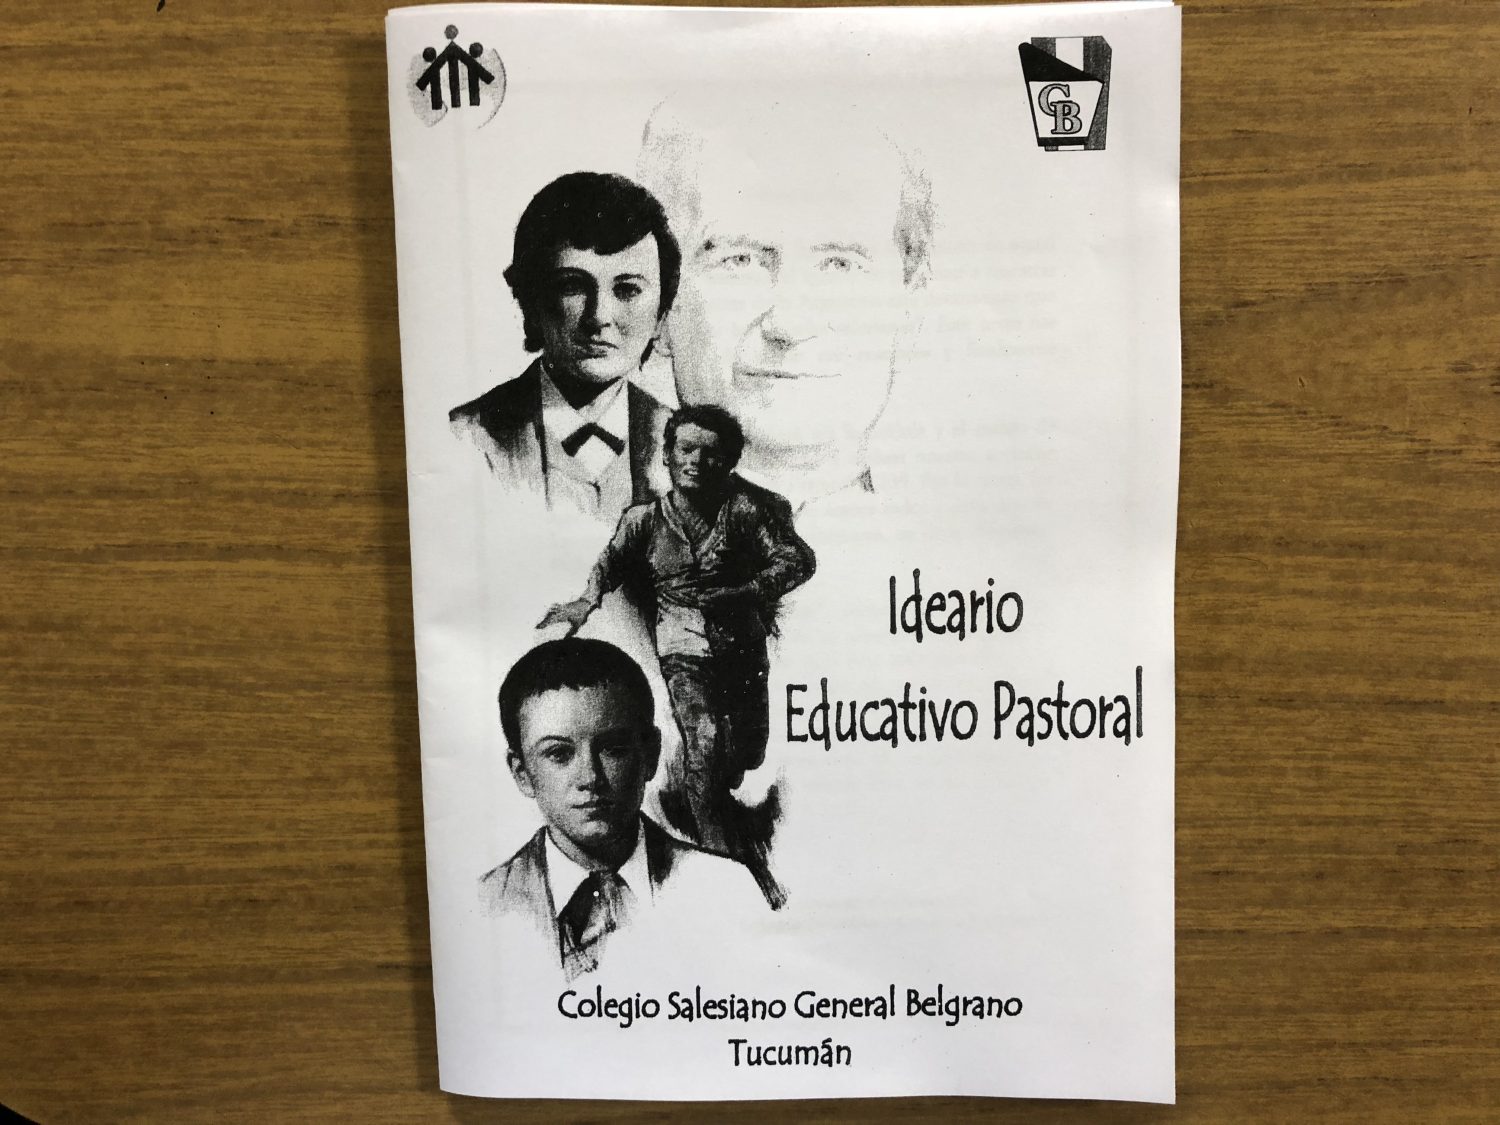 CB
Ideario
Educativo Pastoral
Colegio Salesiano General Belgrano
Tucumán